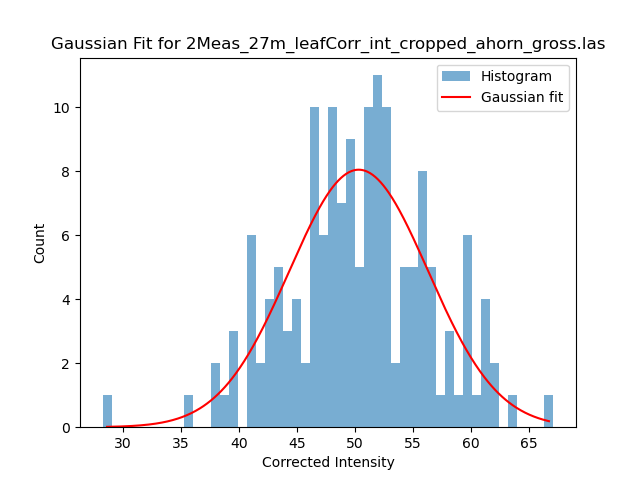 Gaussian Fit for 2Meas_27m_leafCorr_int_cropped_ahorn_gross.las
Histogram
Gaussian fit
Count
10
8
6
4
2
0
30 35 40 45 50 55 60 65
Corrected Intensity